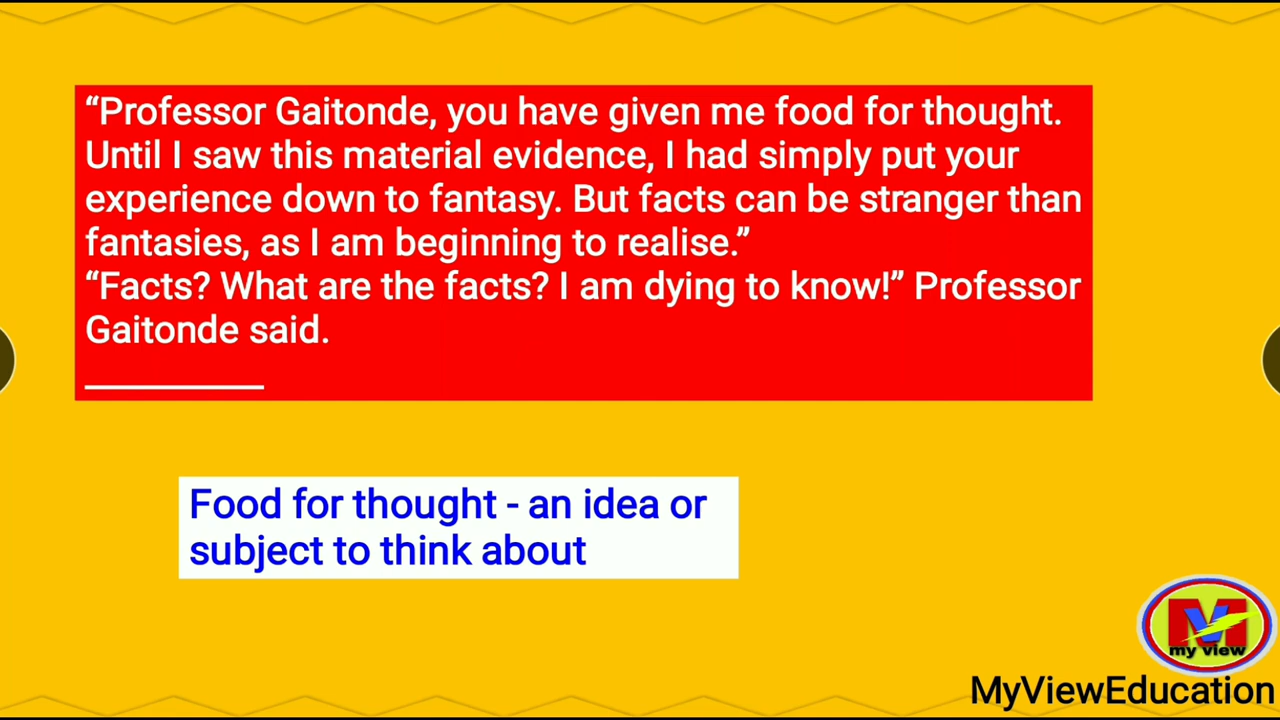 “Professor Gaitonde, you have given me food for thought.
Until I saw this material evidence, I had simply put your
experience down to fantasy. But facts can be stranger than
fantasies, as I am beginning to realise.”
“Facts? What are the facts? I am dying to know!” Professor
Gaitonde said.
Food for thought - an idea or
subject to think about
MV
my view
MyViewEducation